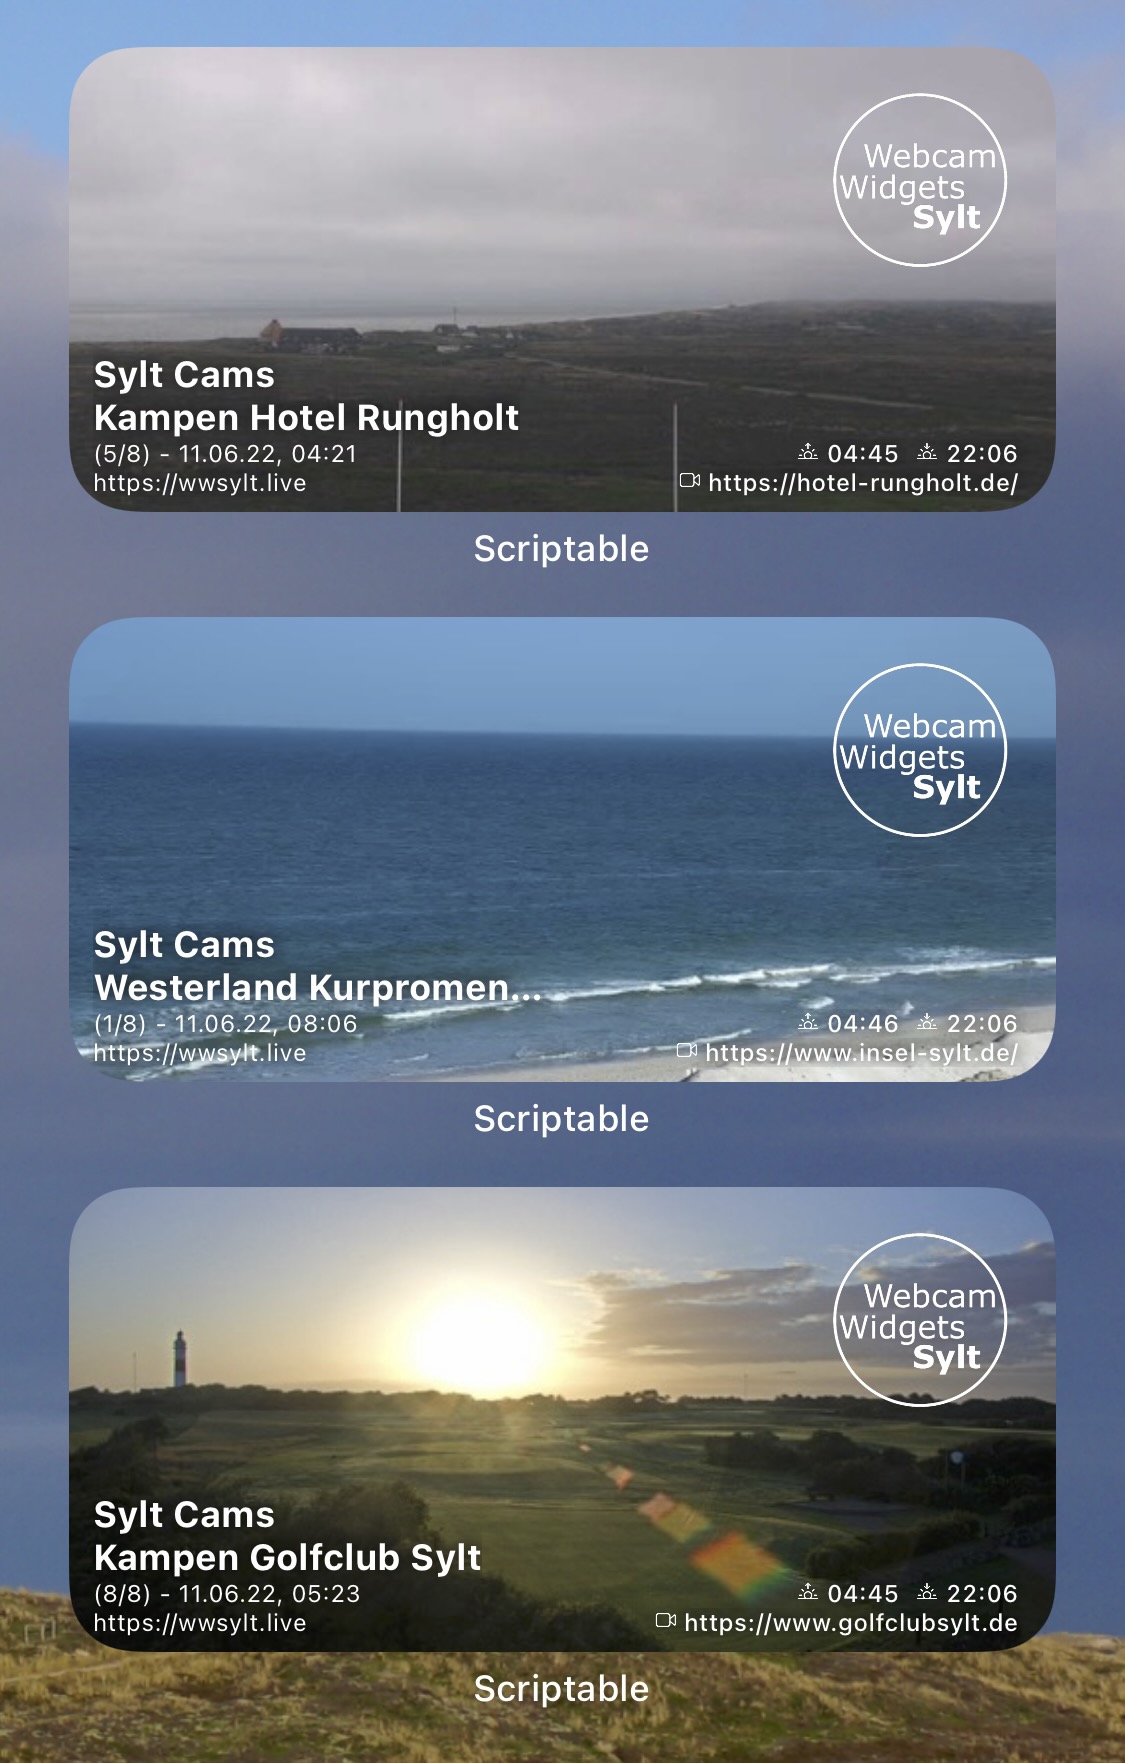 Webcam
Widgets
Sylt
Sylt Cams
Kampen Hotel Rungholt
(5/8) - 11.06.22, 04:21
04:45 22:06
https://wwsylt.live
https://hotel-rungholt.de/
Scriptable
Webcam
Widgets
Sylt
Sylt Cams
Westerland Kurpromen...
(1/8) - 11.06.22, 08:06
04:46 22:06
https://wwsylt.live
https://www.insel-sylt.de/
Scriptable
Webcam
Widgets
Sylt
Sylt Cams
Kampen Golfclub Sylt
(8/8) - 11.06.22, 05:23
04:45 22:06
https://wwsylt.live
https://www.golfclubsylt.de
Scriptable